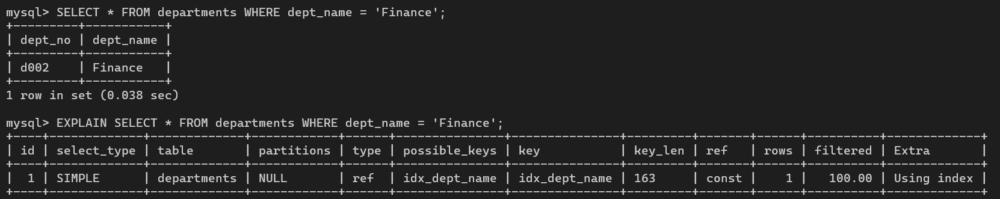 mysql> SELECT * FROM departments WHERE dept_name = 'Finance';
+---------+-----------+
| dept_no | dept_name |
+---------+-----------+
| d002    | Finance   |
+---------+-----------+
1 row in set (0.038 sec)

mysql> EXPLAIN SELECT * FROM departments WHERE dept_name = 'Finance';
+----+-------------+-------------+------------+------+---------------+---------------+---------+-------+------+----------+-------------+
| id | select_type | table       | partitions | type | possible_keys | key           | key_len | ref   | rows | filtered | Extra       |
+----+-------------+-------------+------------+------+---------------+---------------+---------+-------+------+----------+-------------+
|  1 | SIMPLE      | departments | NULL       | ref  | idx_dept_name | idx_dept_name | 163     | const |    1 |   100.00 | Using index |
+----+-------------+-------------+------------+------+---------------+---------------+---------+-------+------+----------+-------------+